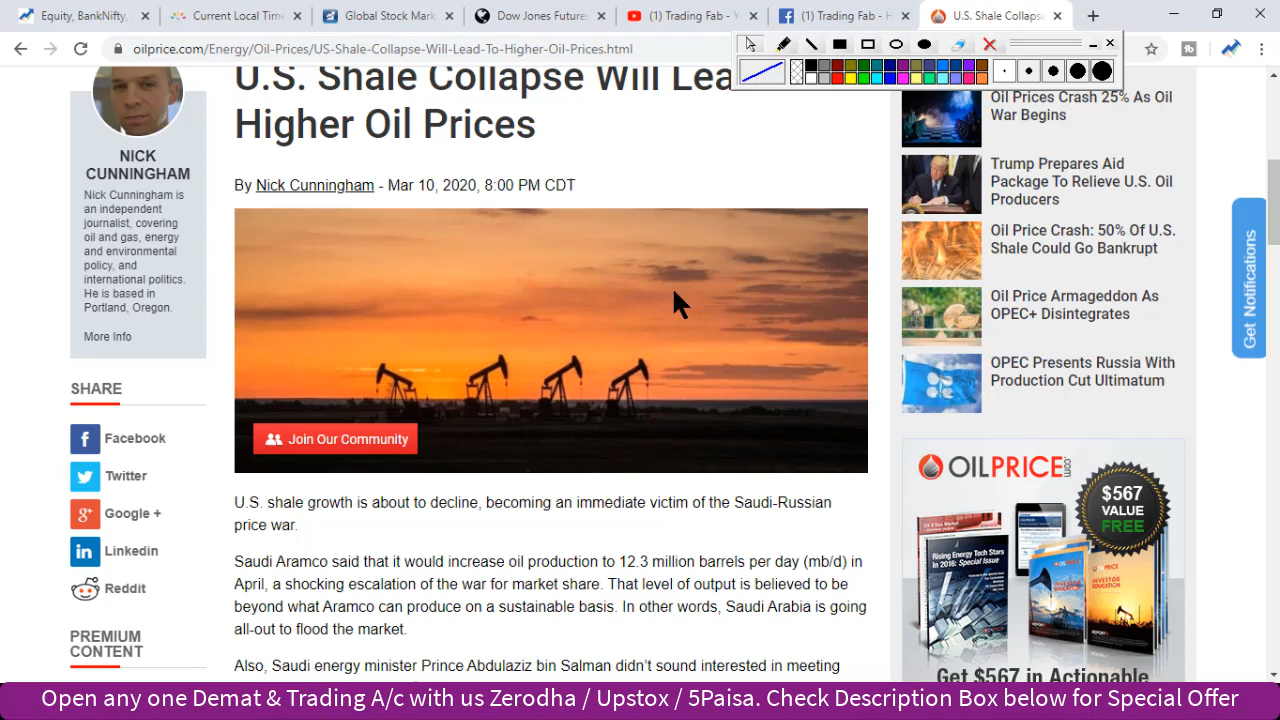 Equity, BankNifty,
Current Local Time
Global Stock Mark
Dow Jones Futures
(1) Trading Fab - Y
(1) Trading Fab - H
U.S. Shale Collapse
oilprice.com/Energy/Oil-Prices/US-Shale-Collapse-Will-Lead-To-Higher-Oil-Prices.html
U.S. Shale Collapse Will Lea
Higher Oil Prices
By Nick Cunningham - Mar 10, 2020, 8:00 PM CDT
NICK
CUNNINGHAM
Nick Cunningham is
an independent
journalist, covering
oil and gas, energy
and environmental
policy, and
international politics.
He is based in
Portland, Oregon.
More Info
SHARE
Facebook
Twitter
Google +
Linkedin
Reddit
PREMIUM
CONTENT
Join Our Community
U.S. shale growth is about to decline, becoming an immediate victim of the Saudi-Russian
price war.
Saudi Aramco said that it would increase oil production to 12.3 million barrels per day (mb/d) in
April, a shocking escalation of the war for market share. That level of output is believed to be
beyond what Aramco can produce on a sustainable basis. In other words, Saudi Arabia is going
all-out to flood the market.
Also, Saudi energy minister Prince Abdulaziz bin Salman didn't sound interested in meeting
Oil Prices Crash 25% As Oil
War Begins
Trump Prepares Aid
Package To Relieve U.S. Oil
Producers
Oil Price Crash: 50% Of U.S.
Shale Could Go Bankrupt
Oil Price Armageddon As
OPEC+ Disintegrates
OPEC Presents Russia With
Production Cut Ultimatum
Get Notifications
OILPRICE.com
$567
VALUE
FREE
Rising Energy Tech Stars
In 2016: Special Issue
INVESTOR
EDUCATION
Get $567 in Actionable
Open any one Demat & Trading A/c with us Zerodha / Upstox / 5Paisa. Check Description Box below for Special Offer